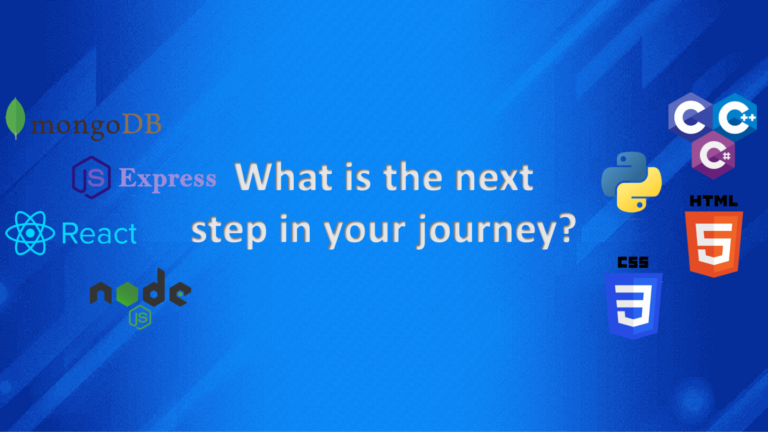 mongoDB
JS Express
React
node
JS
What is the next
step in your journey?
C C++
C#
HTML
5
CSS
3